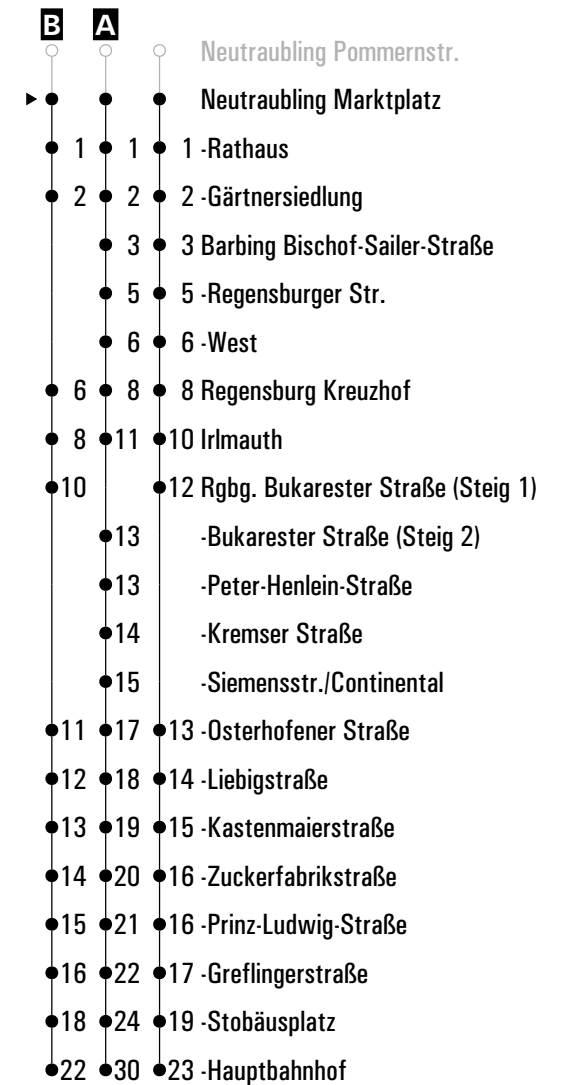 B A
Neutraubling Pommernstr.
Neutraubling Marktplatz
1 1 1 -Rathaus
2 2 2 -Gärtnersiedlung
3 3 Barbing Bischof-Sailer-Straße
5 5 -Regensburger Str.
6 6 -West
6 8 8 Regensburg Kreuzhof
8 11 10 Irlmauth
10 12 Rgbg. Bukarester Straße (Steig 1)
13 -Bukarester Straße (Steig 2)
13 -Peter-Henlein-Straße
14 -Kremser Straße
15 -Siemensstr./Continental
11 17 13 -Osterhofener Straße
12 18 14 -Liebigstraße
13 19 15 -Kastenmaierstraße
14 20 16 -Zuckerfabrikstraße
15 21 16 -Prinz-Ludwig-Straße
16 22 17 -Greflingerstraße
18 24 19 -Stobäusplatz
22 30 23 -Hauptbahnhof